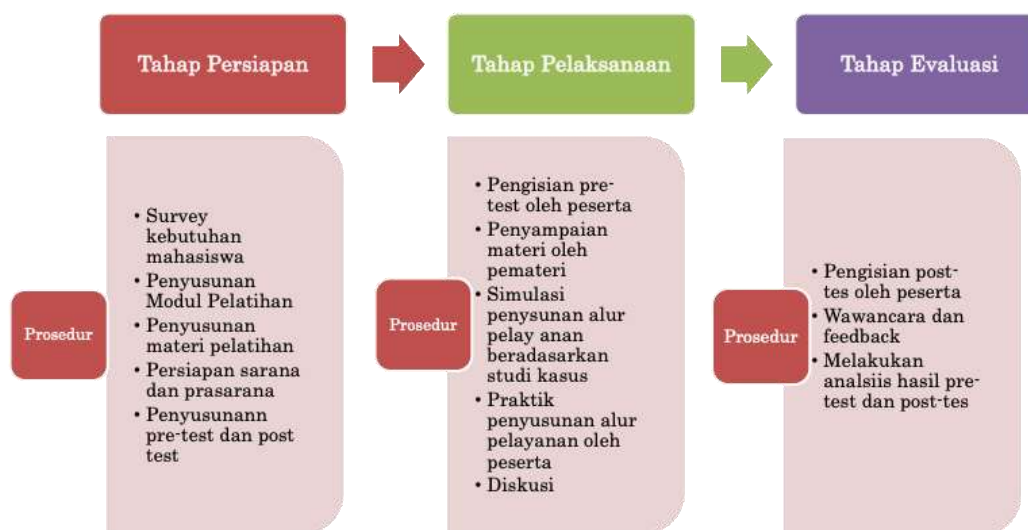 Tahap Persiapan
Tahap Pelaksanaan
Tahap Evaluasi
Prosedur
• Survey
kebutuhan
mahasiswa
• Penyusunan
Modul Pelatihan
• Penyusunan
materi pelatihan
• Persiapan sarana
dan prasarana
• Penyusunann
pre-test dan post
test
Prosedur
• Pengisian pre-
test oleh peserta
• Penyampaian
materi oleh
pemateri
• Simulasi
penysunan alur
pelay anan
beradasarkan
studi kasus
• Praktik
penyusunan alur
pelayanan oleh
peserta
• Diskusi
Prosedur
• Pengisian post-
tes oleh peserta
• Wawancara dan
feedback
• Melakukan
analsiis hasil pre-
test dan post-tes